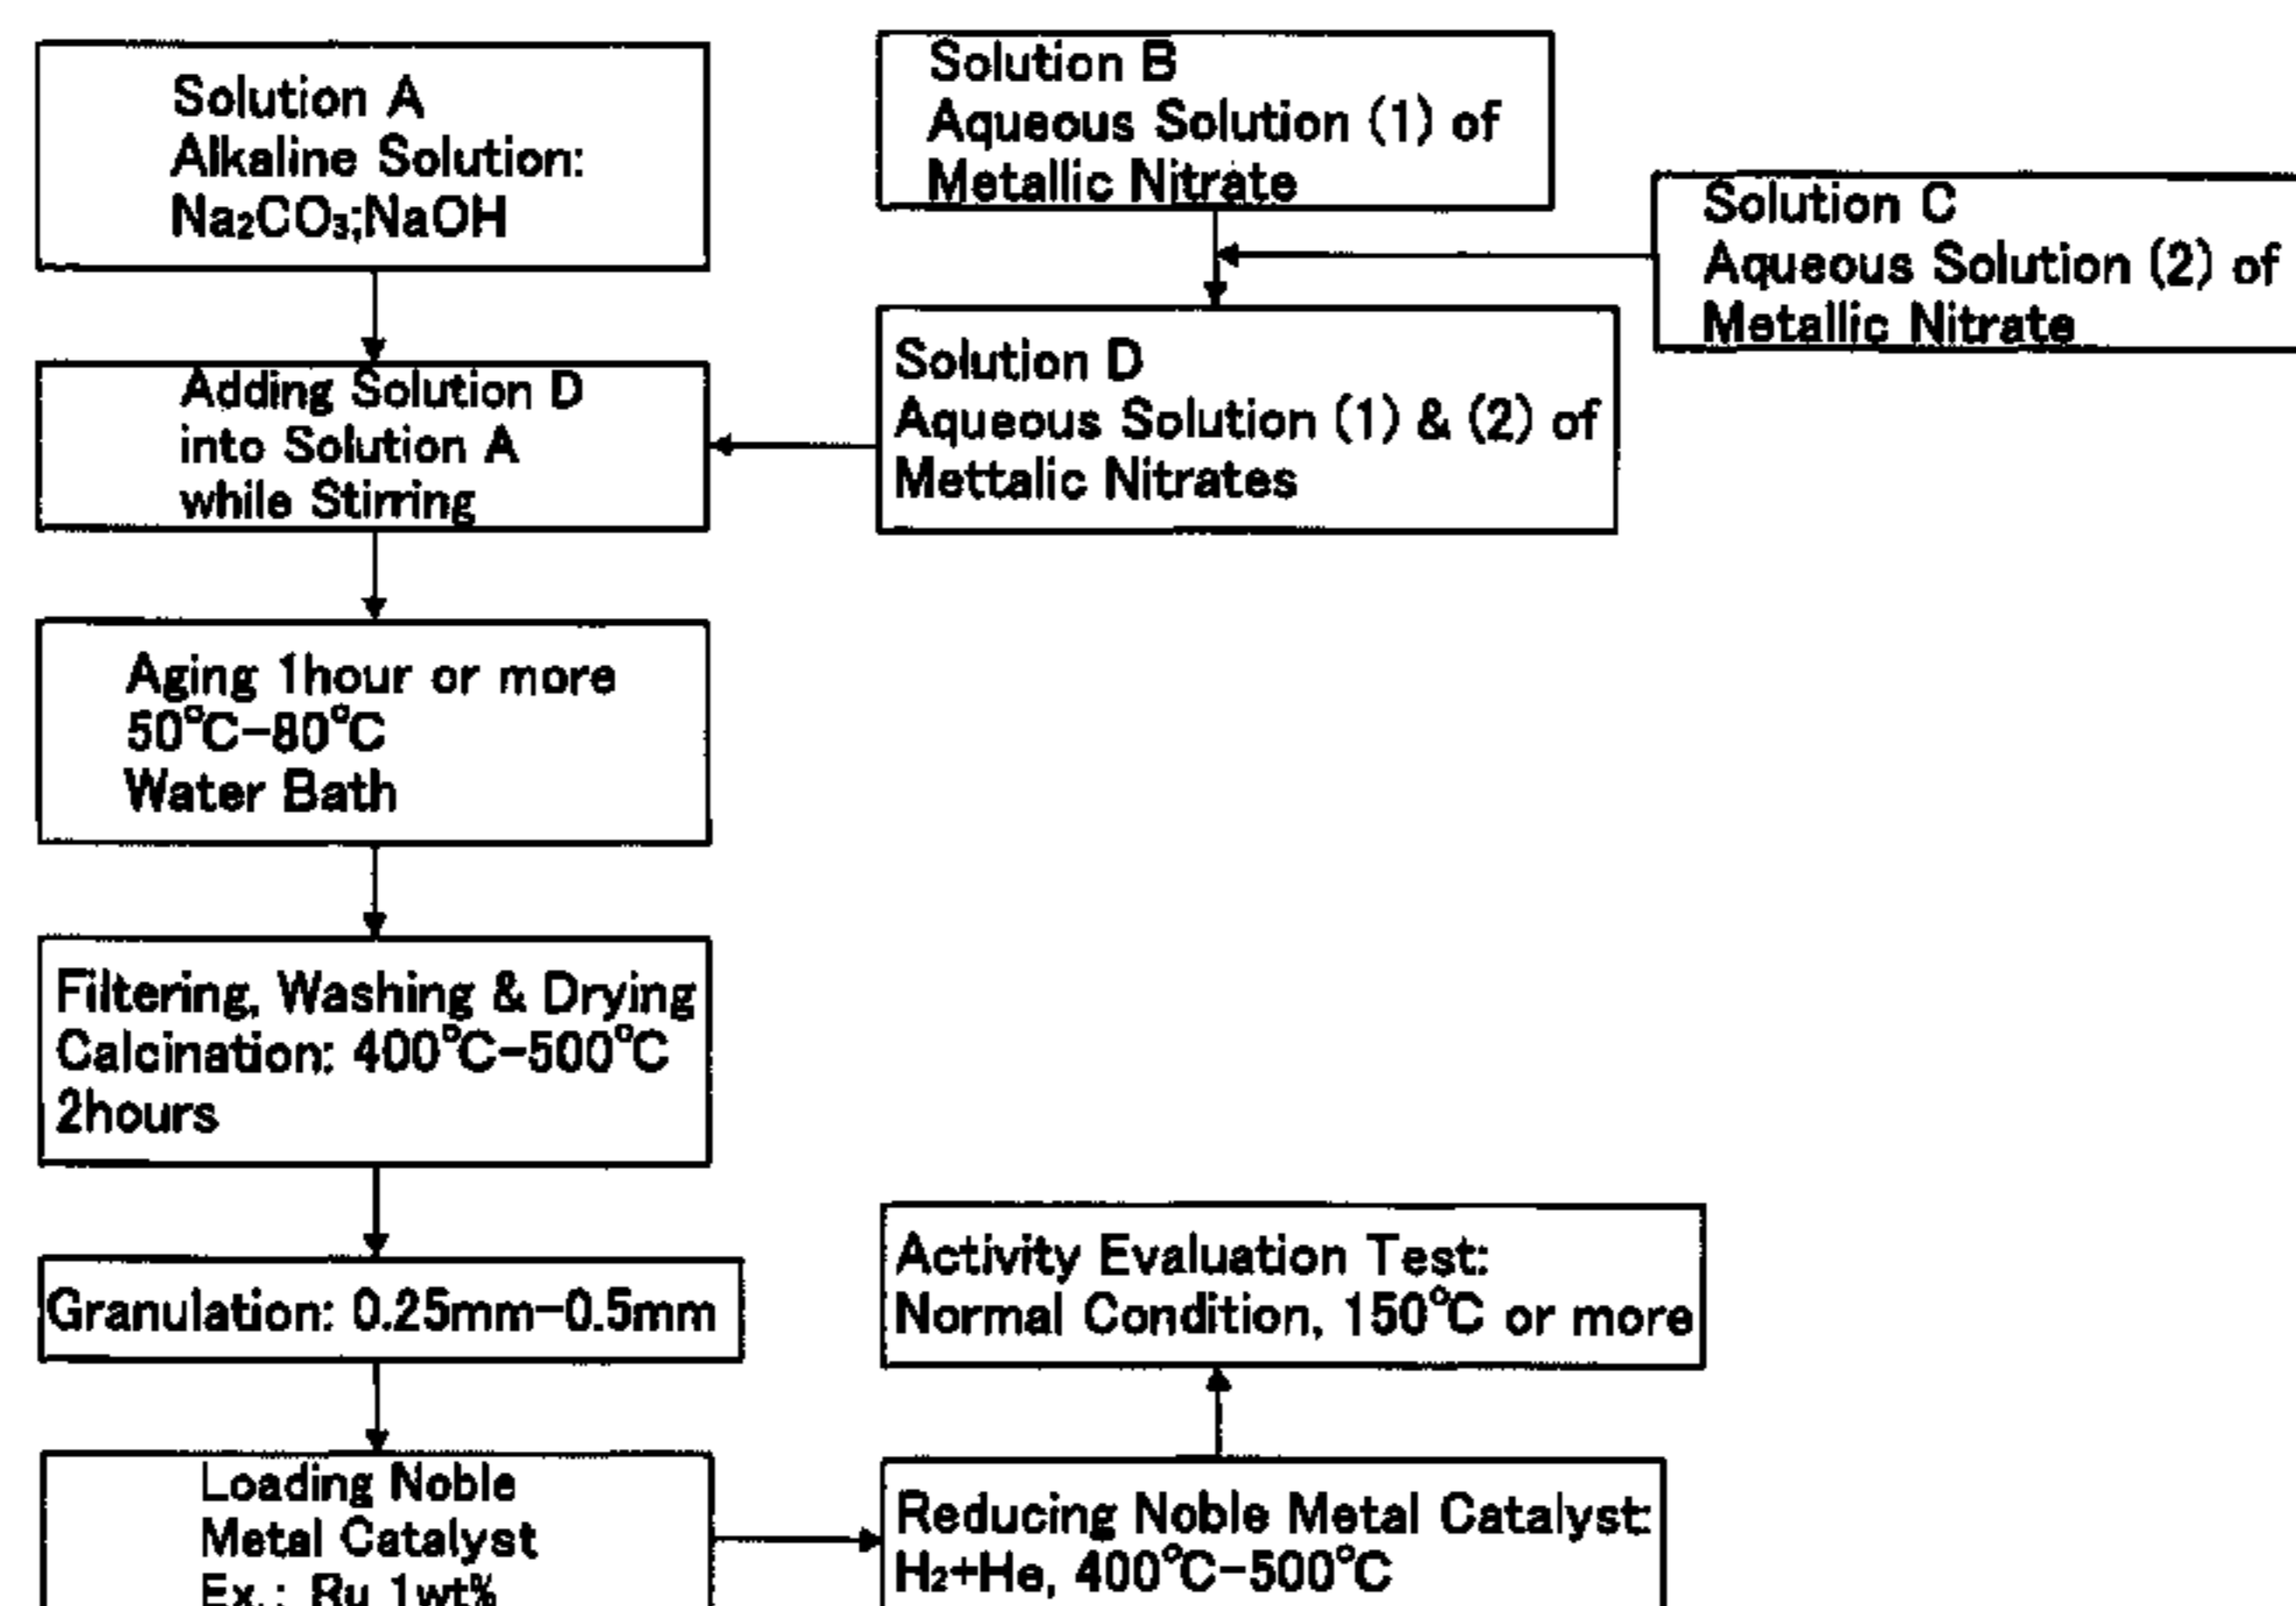 Solution A
Alkaline Solution:
Na₂CO₃;NaOH
Solution B
Aqueous Solution (1) of
Metallic Nitrate
Solution C
Aqueous Solution (2) of
Metallic Nitrate
Adding Solution D
into Solution A
while Stirring
Solution D
Aqueous Solution (1) & (2) of
Mettalic Nitrates
Aging 1hour or more
50°C-80°C
Water Bath
Filtering, Washing & Drying
Calcination: 400°C-500°C
2hours
Granulation: 0.25mm-0.5mm
Activity Evaluation Test:
Normal Condition, 150°C or more
Loading Noble
Metal Catalyst
Ex.: Ru 1wt%
Reducing Noble Metal Catalyst:
H₂+He, 400°C-500°C